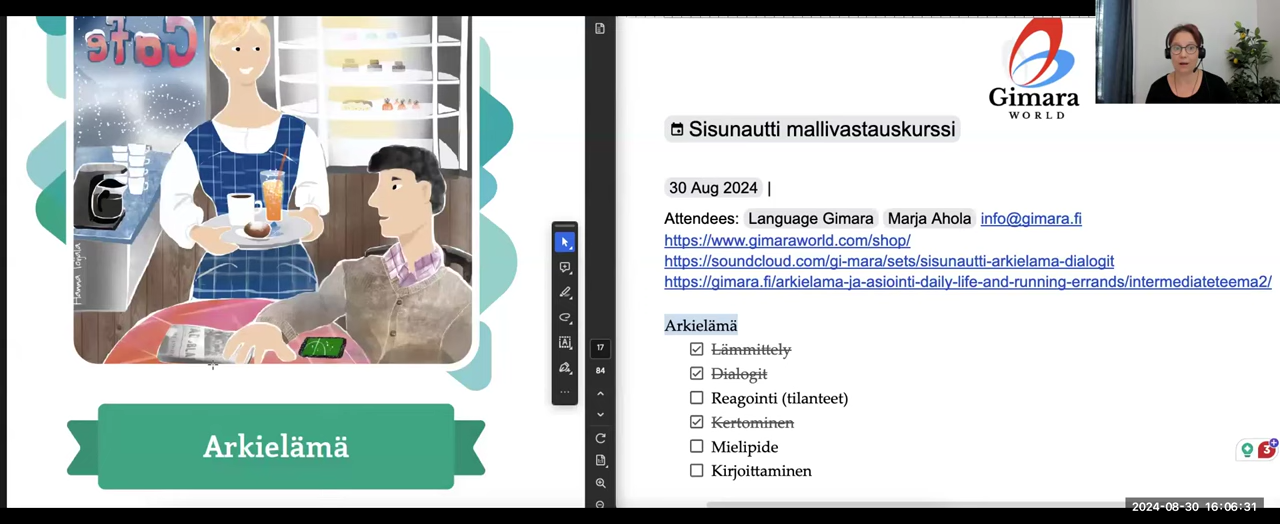 Cafe
Hanna Torjala
Arkielämä
17
84
Gimara
WORLD
Sisunautti mallivastauskurssi
30 Aug 2024 |
Attendees: Language Gimara Marja Ahola info@gimara.fi
https://www.gimaraworld.com/shop/
https://soundcloud.com/gi-mara/sets/sisunautti-arkielama-dialogit
https://gimara.fi/arkielama-ja-asiointi-daily-life-and-running-errands/intermediateteema2/
Arkielämä
Lämmittely
Dialogit
Reagointi (tilanteet)
Kertominen
Mielipide
Kirjoittaminen
3
2024-08-30 16:06:31